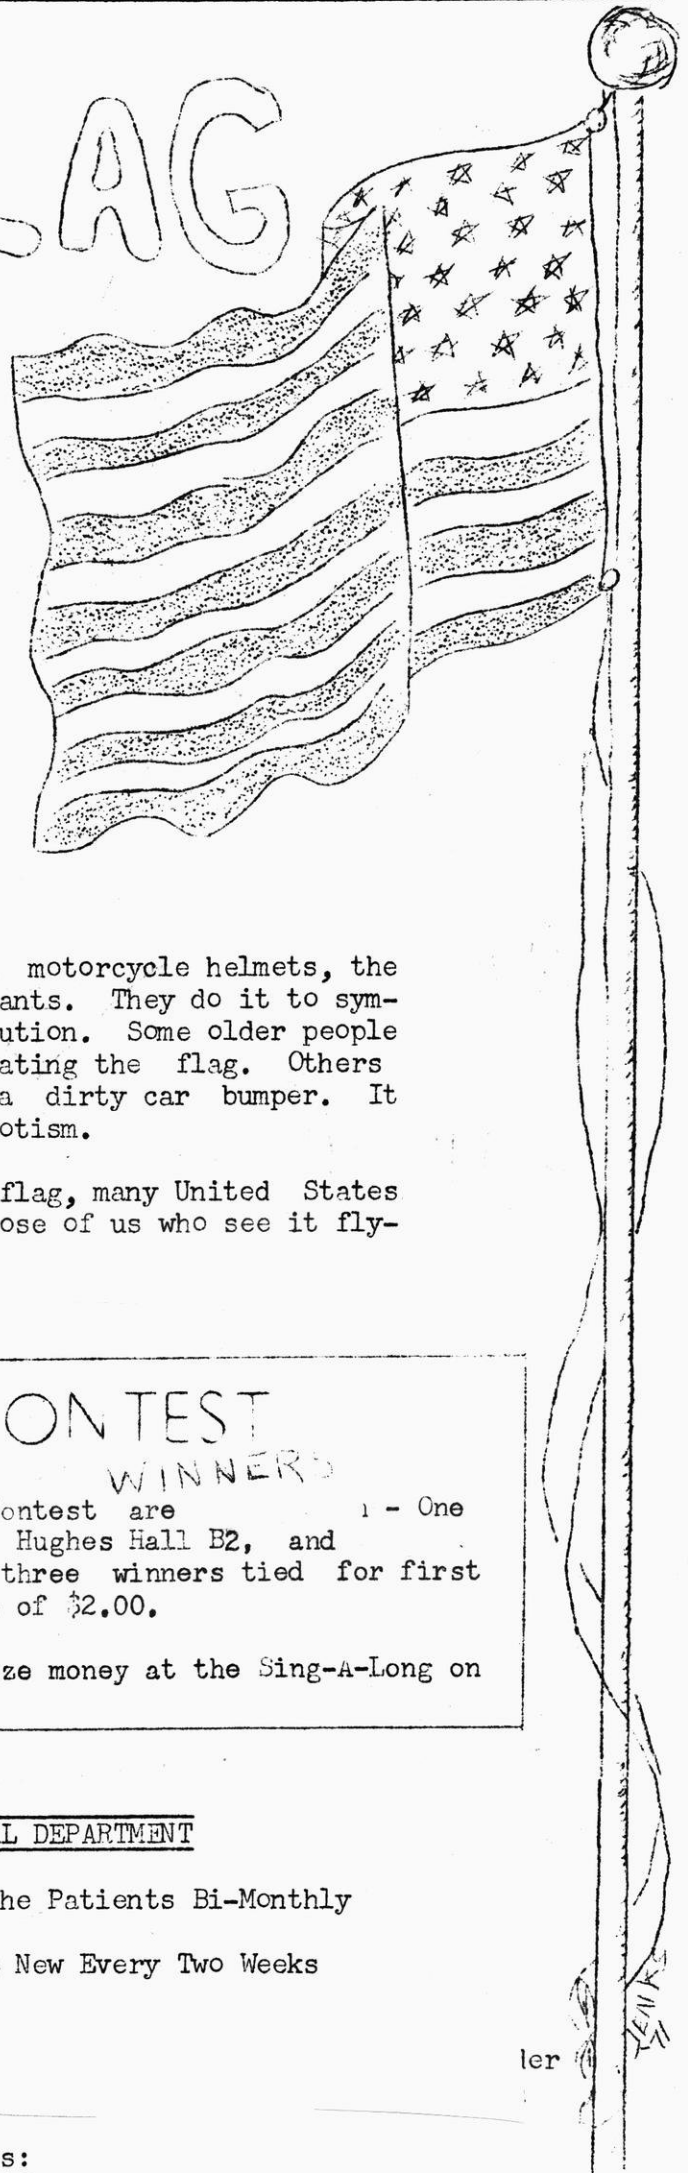 LAG
motorcycle helmets, the
ants. They do it to sym-
ution. Some older people
ating the flag. Others
a dirty car bumper. It
otism.
flag, many United States
ose of us who see it fly-
ONTEST
WINNERS
ontest are - One
Hughes Hall B2, and
three winners tied for first
of $2.00.
ze money at the Sing-A-Long on
L DEPARTMENT
he Patients Bi-Monthly
New Every Two Weeks
ler
s: